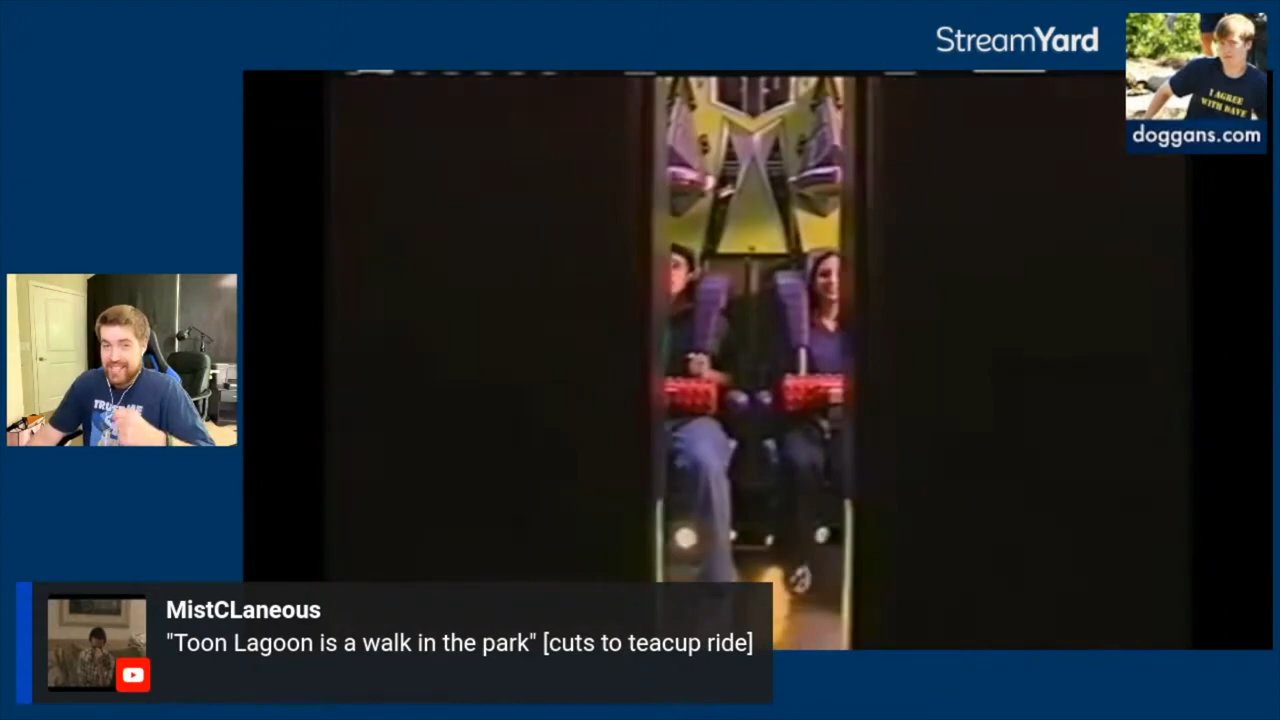 StreamYard
I AGREE
WITH DAVE
doggans.com
MistCLaneous
"Toon Lagoon is a walk in the park" [cuts to teacup ride]